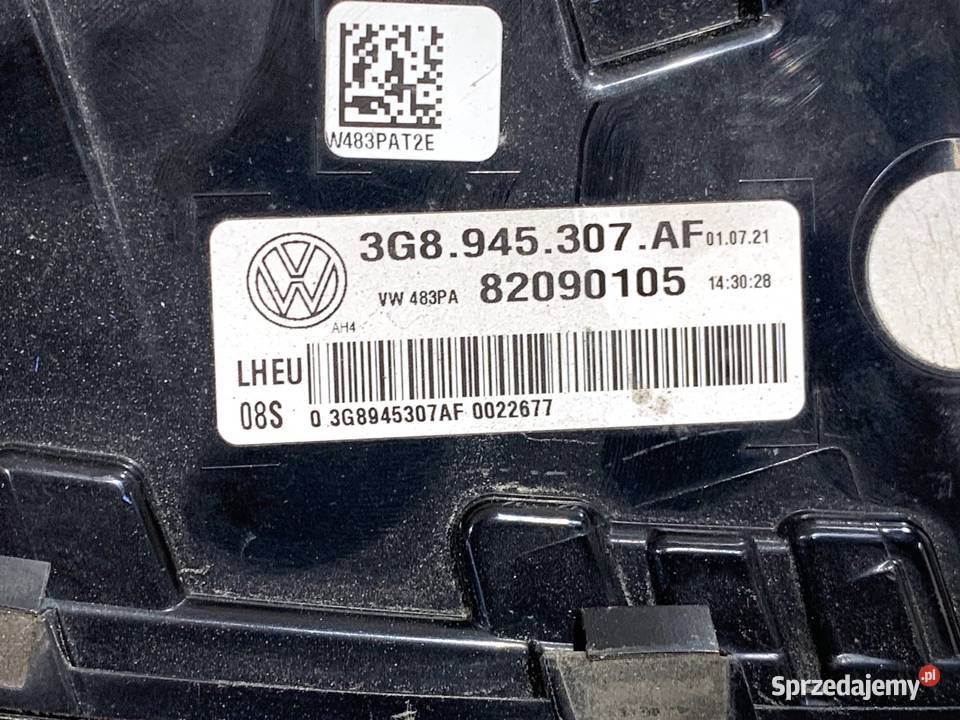 W483PAT2E
3G8.945.307.AF 01.07.21
VW 483PA 82090105 14:30:28
AH4
LHEU
08S 0 3G8945307AF 0022677
Sprzedajemy.pl